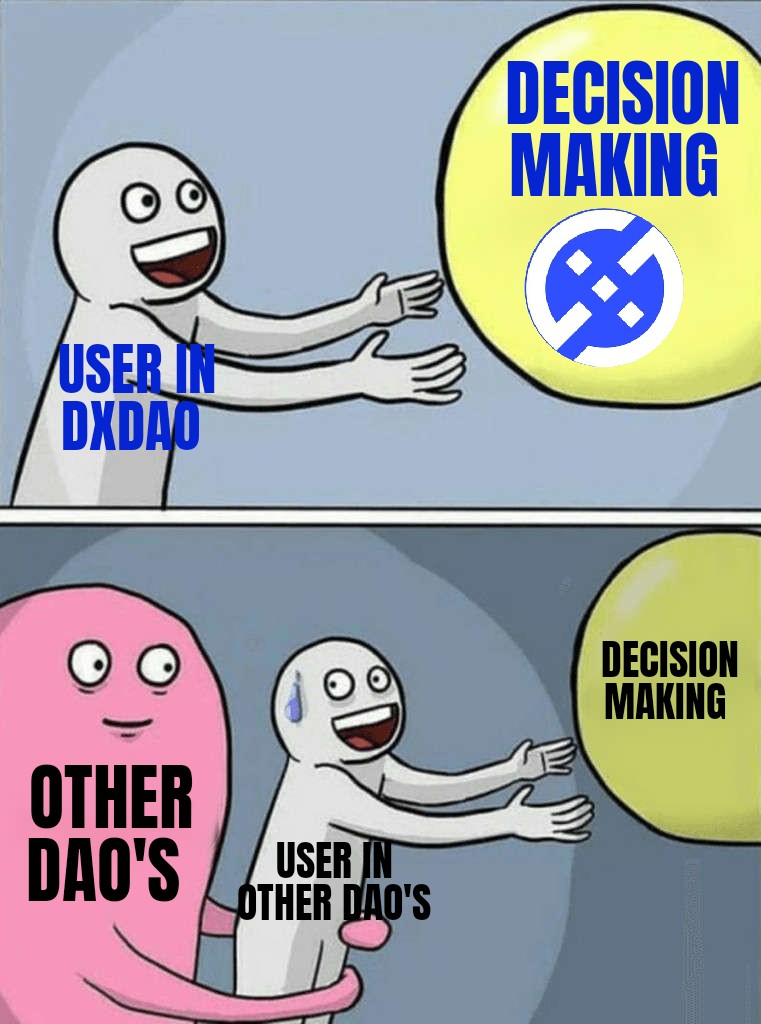 DECISION
MAKING
USER IN
DXDAO
DECISION
MAKING
OTHER
DAO'S
USER IN
OTHER DAO'S